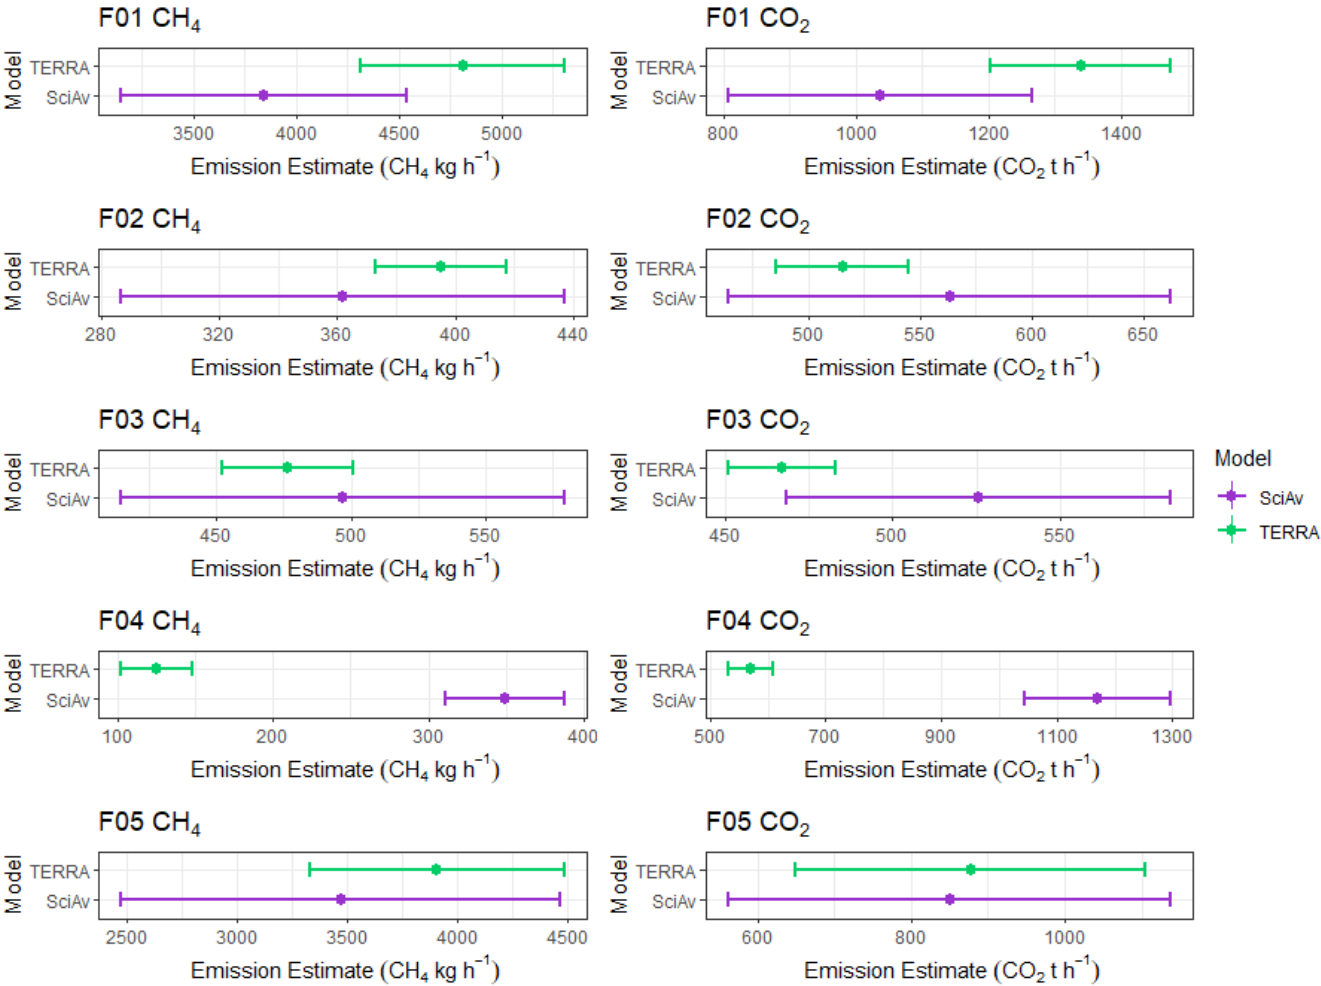 F01 CH₄
Model
TERRA
SciAv
3500 4000 4500 5000
Emission Estimate (CH₄ kg h⁻¹)
F01 CO₂
Model
TERRA
SciAv
800 1000 1200 1400
Emission Estimate (CO₂ t h⁻¹)
F02 CH₄
Model
TERRA
SciAv
280 320 360 400 440
Emission Estimate (CH₄ kg h⁻¹)
F02 CO₂
Model
TERRA
SciAv
500 550 600 650
Emission Estimate (CO₂ t h⁻¹)
F03 CH₄
Model
TERRA
SciAv
450 500 550
Emission Estimate (CH₄ kg h⁻¹)
F03 CO₂
Model
TERRA
SciAv
450 500 550
Emission Estimate (CO₂ t h⁻¹)
Model
SciAv
TERRA
F04 CH₄
Model
TERRA
SciAv
100 200 300 400
Emission Estimate (CH₄ kg h⁻¹)
F04 CO₂
Model
TERRA
SciAv
500 700 900 1100 1300
Emission Estimate (CO₂ t h⁻¹)
F05 CH₄
Model
TERRA
SciAv
2500 3000 3500 4000 4500
Emission Estimate (CH₄ kg h⁻¹)
F05 CO₂
Model
TERRA
SciAv
600 800 1000
Emission Estimate (CO₂ t h⁻¹)